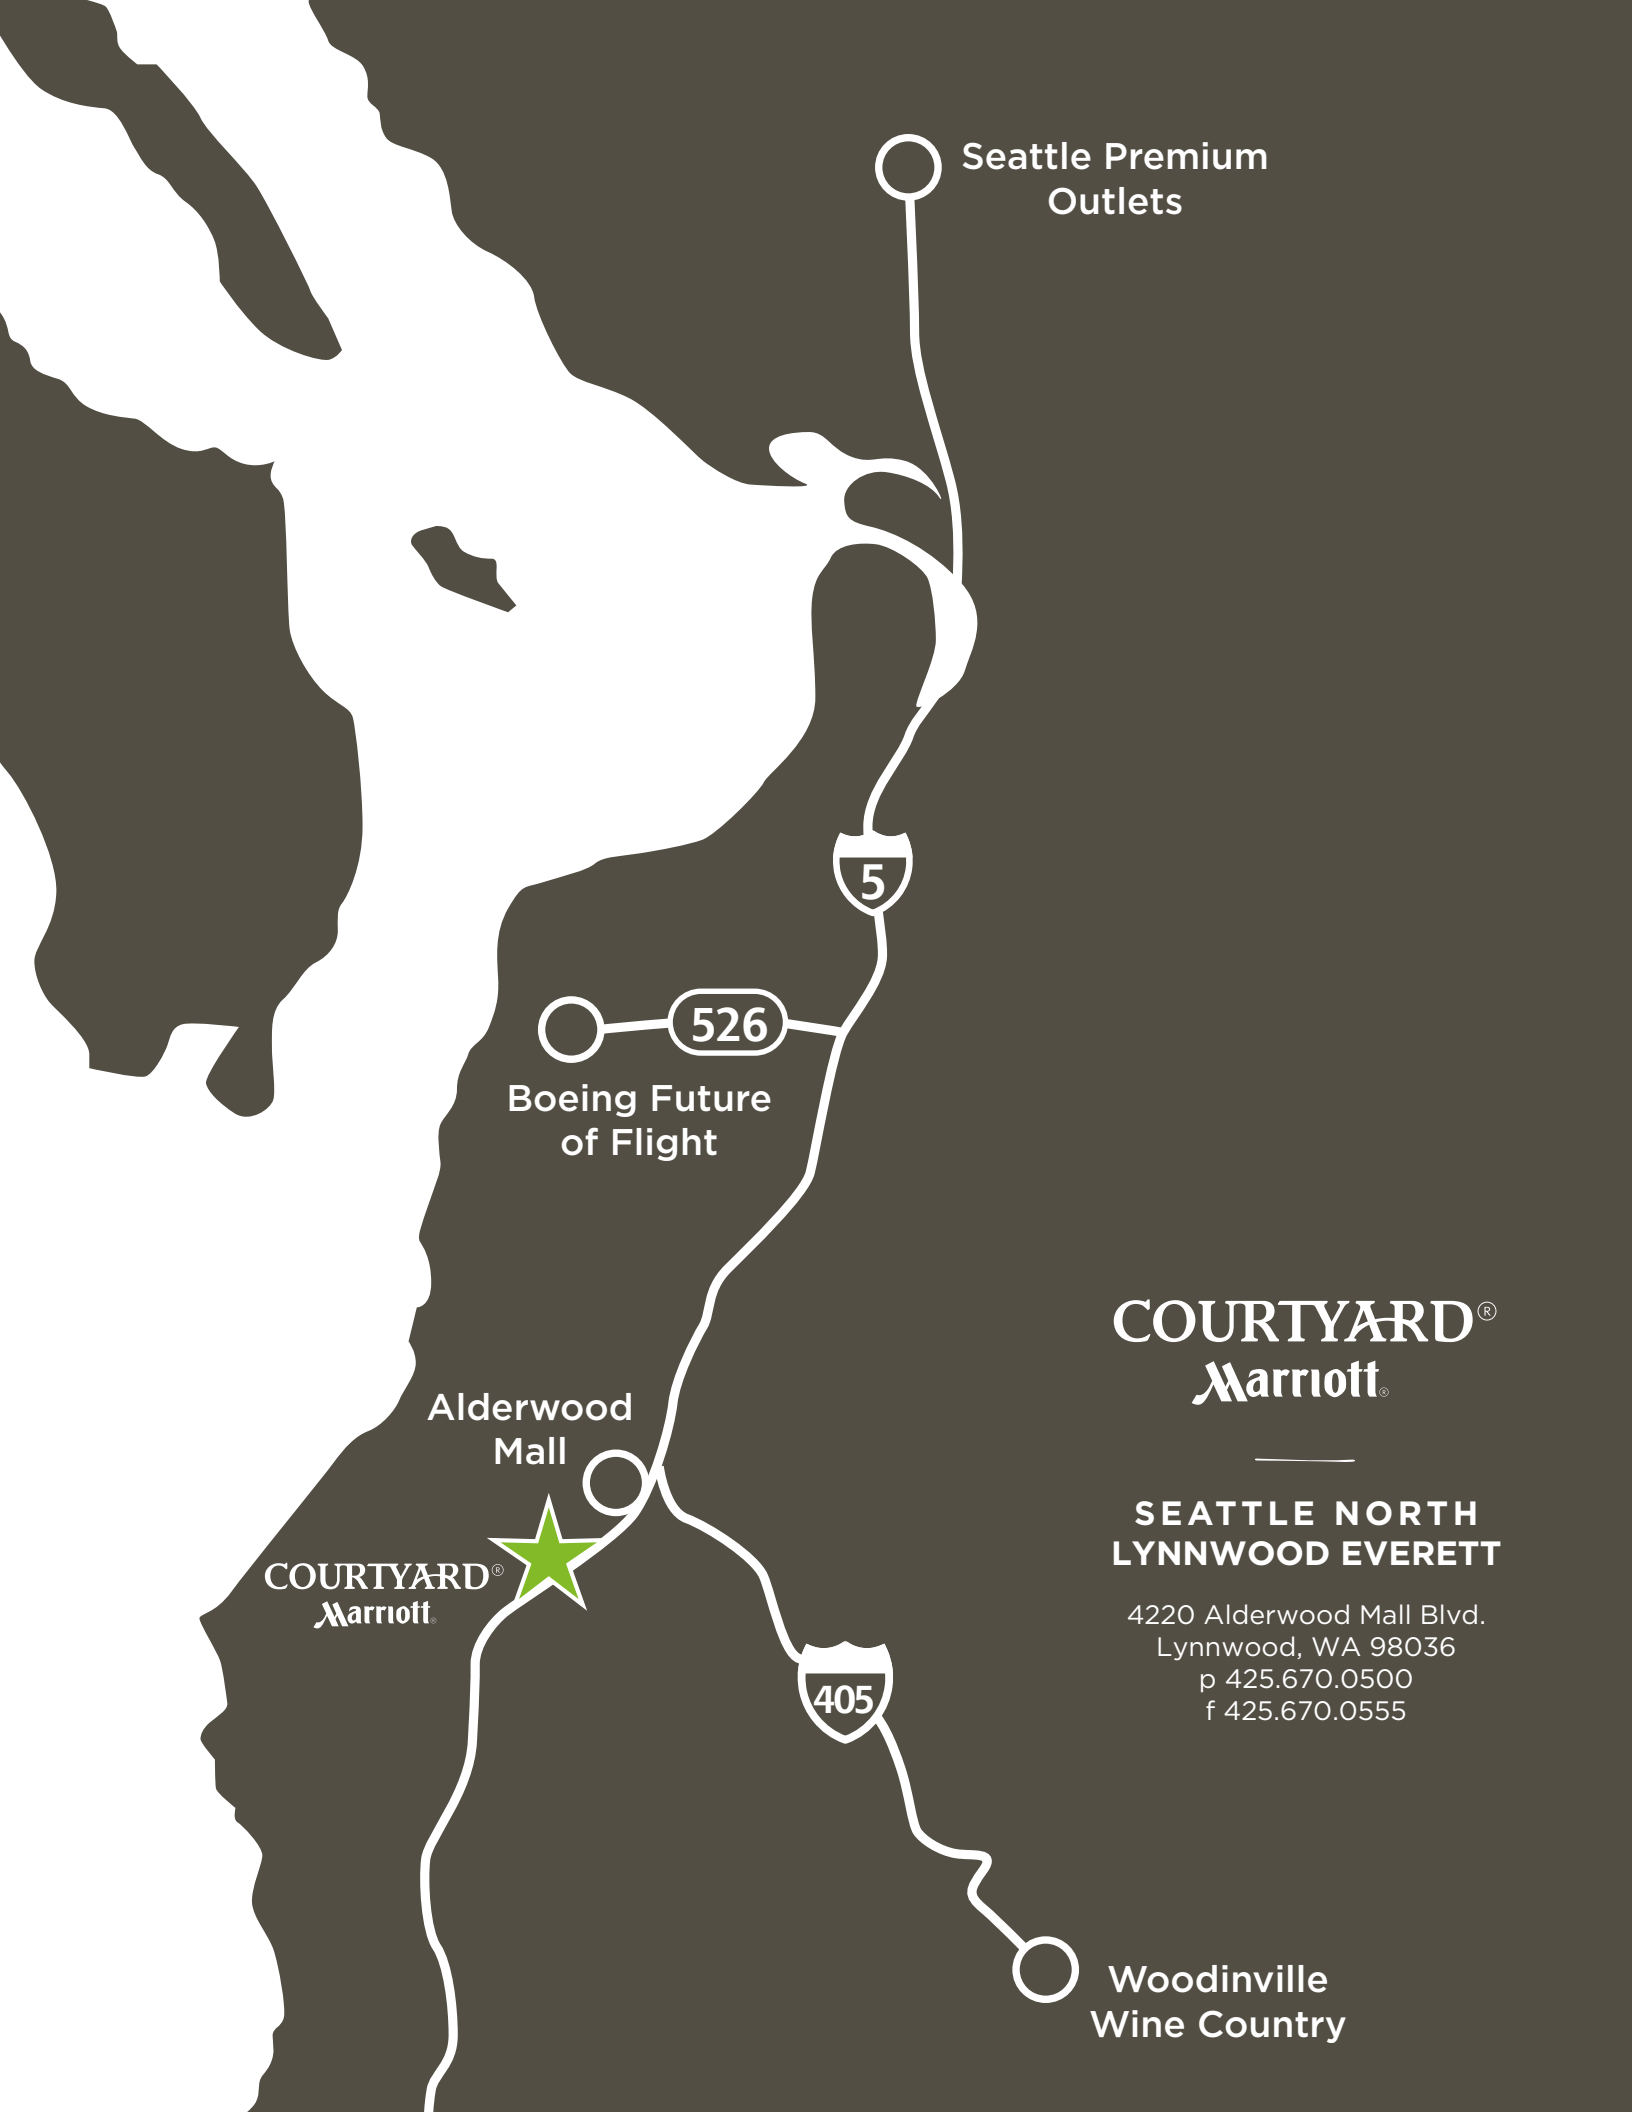 Seattle Premium
Outlets
5
526
Boeing Future
of Flight
COURTYARD®
Marriott®
Alderwood
Mall
SEATTLE NORTH
LYNNWOOD EVERETT
COURTYARD®
Marriott®
4220 Alderwood Mall Blvd.
Lynnwood, WA 98036
p 425.670.0500
f 425.670.0555
405
Woodinville
Wine Country